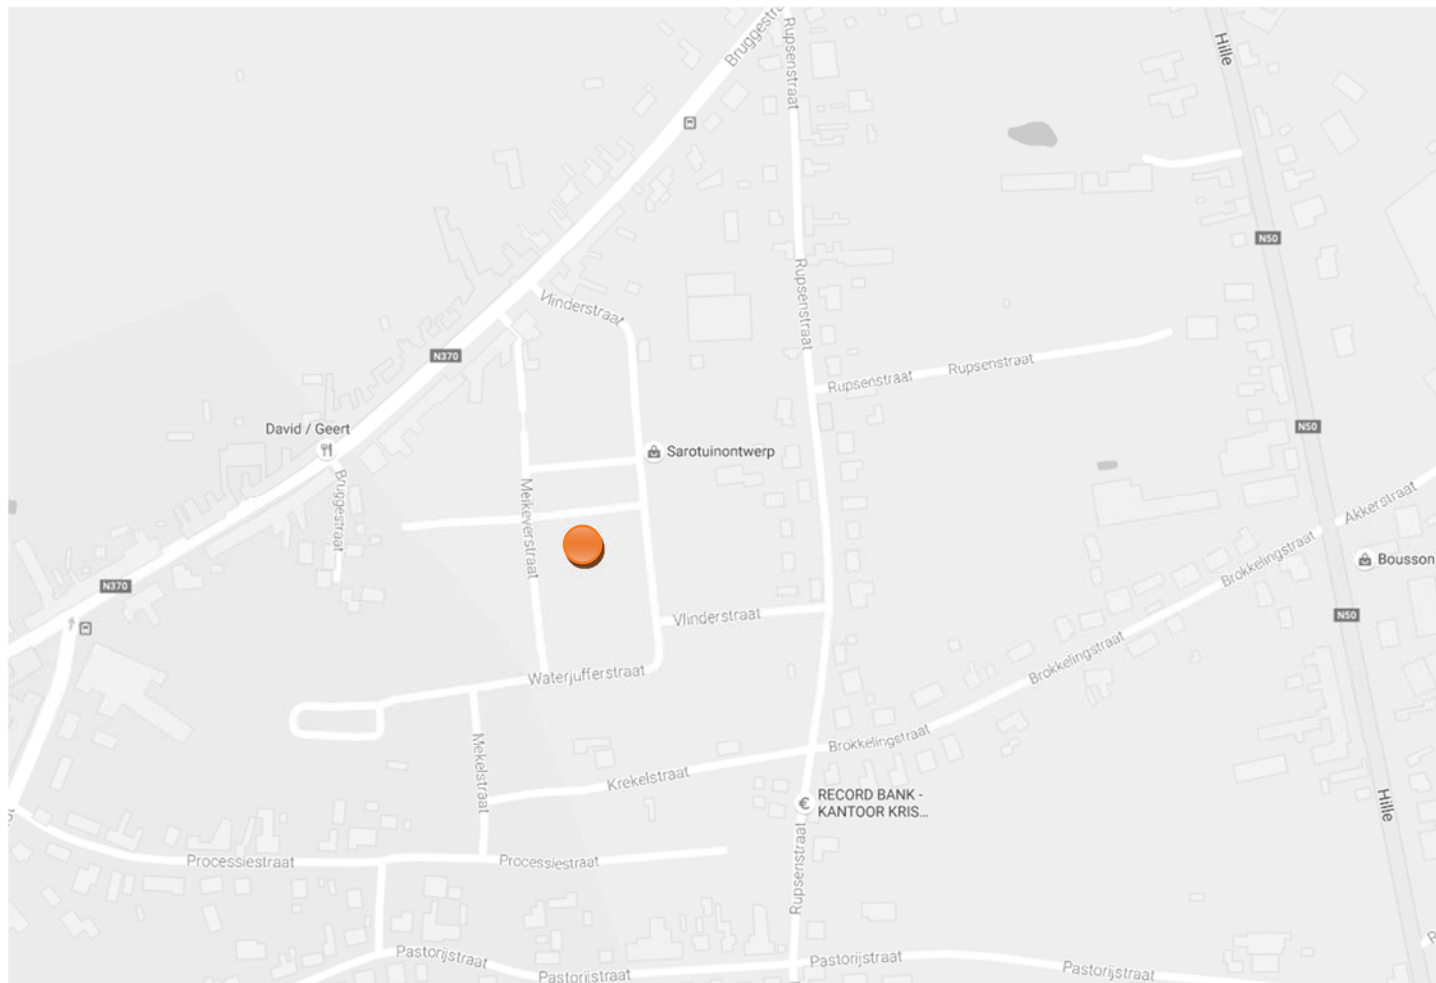 Bruggestra
Rupsenstraat
Hille
N50
Rupsenstraat
Vlinderstraat
N370
Rupsenstraat
Rupsenstraat
David / Geert
N50
Sarotuinontwerp
Bruggestraat
Meikeverstraat
Akkerstraat
Brokkelingstraat
Bousson
N370
N50
Vlinderstraat
Brokkelingstraat
Waterjufferstraat
Mekelstraat
Brokkelingstraat
Krekelstraat
RECORD BANK -
KANTOOR KRIS...
Hille
Rupsenstraat
Processiestraat
Processiestraat
Pastorijstraat
Pastorijstraat
Pastorijstraat
Pastorijstraat